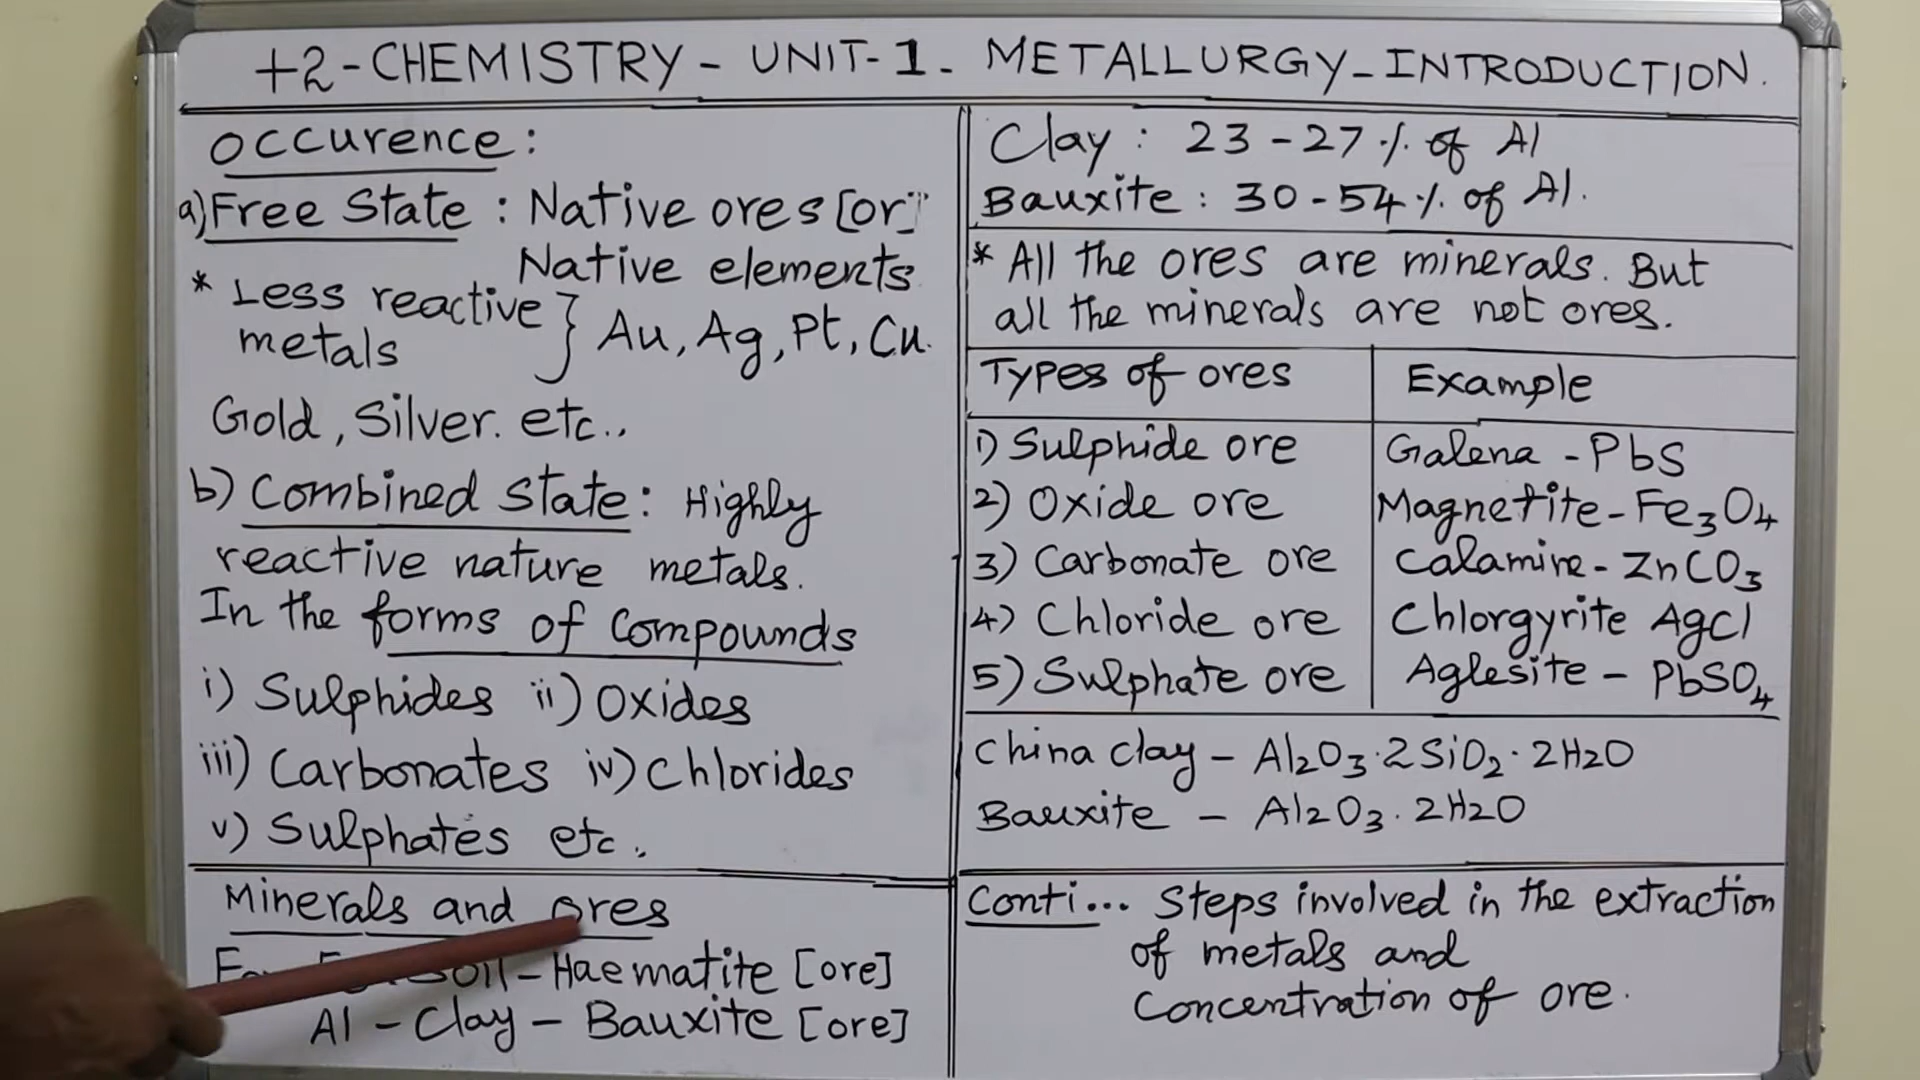 +2-CHEMISTRY - UNIT-1. METALLURGY-INTRODUCTION.
Occurence:
a) Free State : Native ores [or]
Native elements
* Less reactive
metals } Au, Ag, Pt, Cu.
Gold, Silver. etc..,
b) Combined State: Highly
reactive nature metals.
In the forms of Compounds
i) Sulphides ii) Oxides
iii) Carbonates iv) Chlorides
v) Sulphates etc.
Minerals and ores
Soil - Haematite [ore]
Al - Clay - Bauxite [ore]
Clay : 23 - 27 % of Al
Bauxite : 30 - 54 % of Al.
* All the ores are minerals. But
all the minerals are not ores.
Types of ores Example
1) Sulphide ore Galena - PbS
2) Oxide ore Magnetite - Fe3O4
3) Carbonate ore Calamine - ZnCO3
4) Chloride ore Chlorgyrite AgCl
5) Sulphate ore Aglesite - PbSO4
China clay - Al2O3·2SiO2·2H2O
Bauxite - Al2O3·2H2O
Conti... Steps involved in the extraction
of metals and
Concentration of ore.